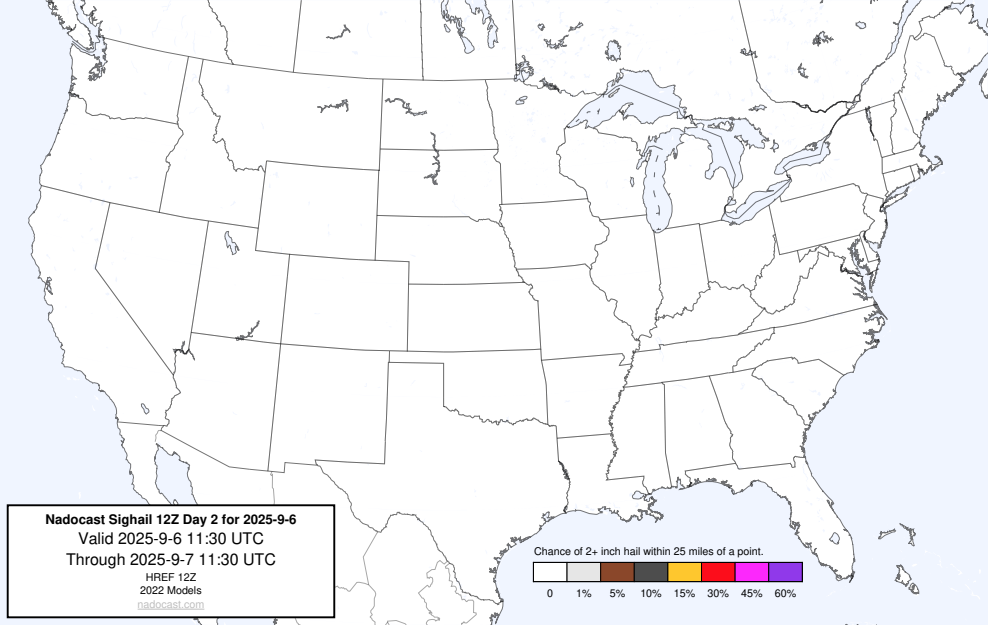 Nadocast Sighail 12Z Day 2 for 2025-9-6
Valid 2025-9-6 11:30 UTC
Through 2025-9-7 11:30 UTC
HREF 12Z
2022 Models
nadocast.com
Chance of 2+ inch hail within 25 miles of a point.
0 1% 5% 10% 15% 30% 45% 60%